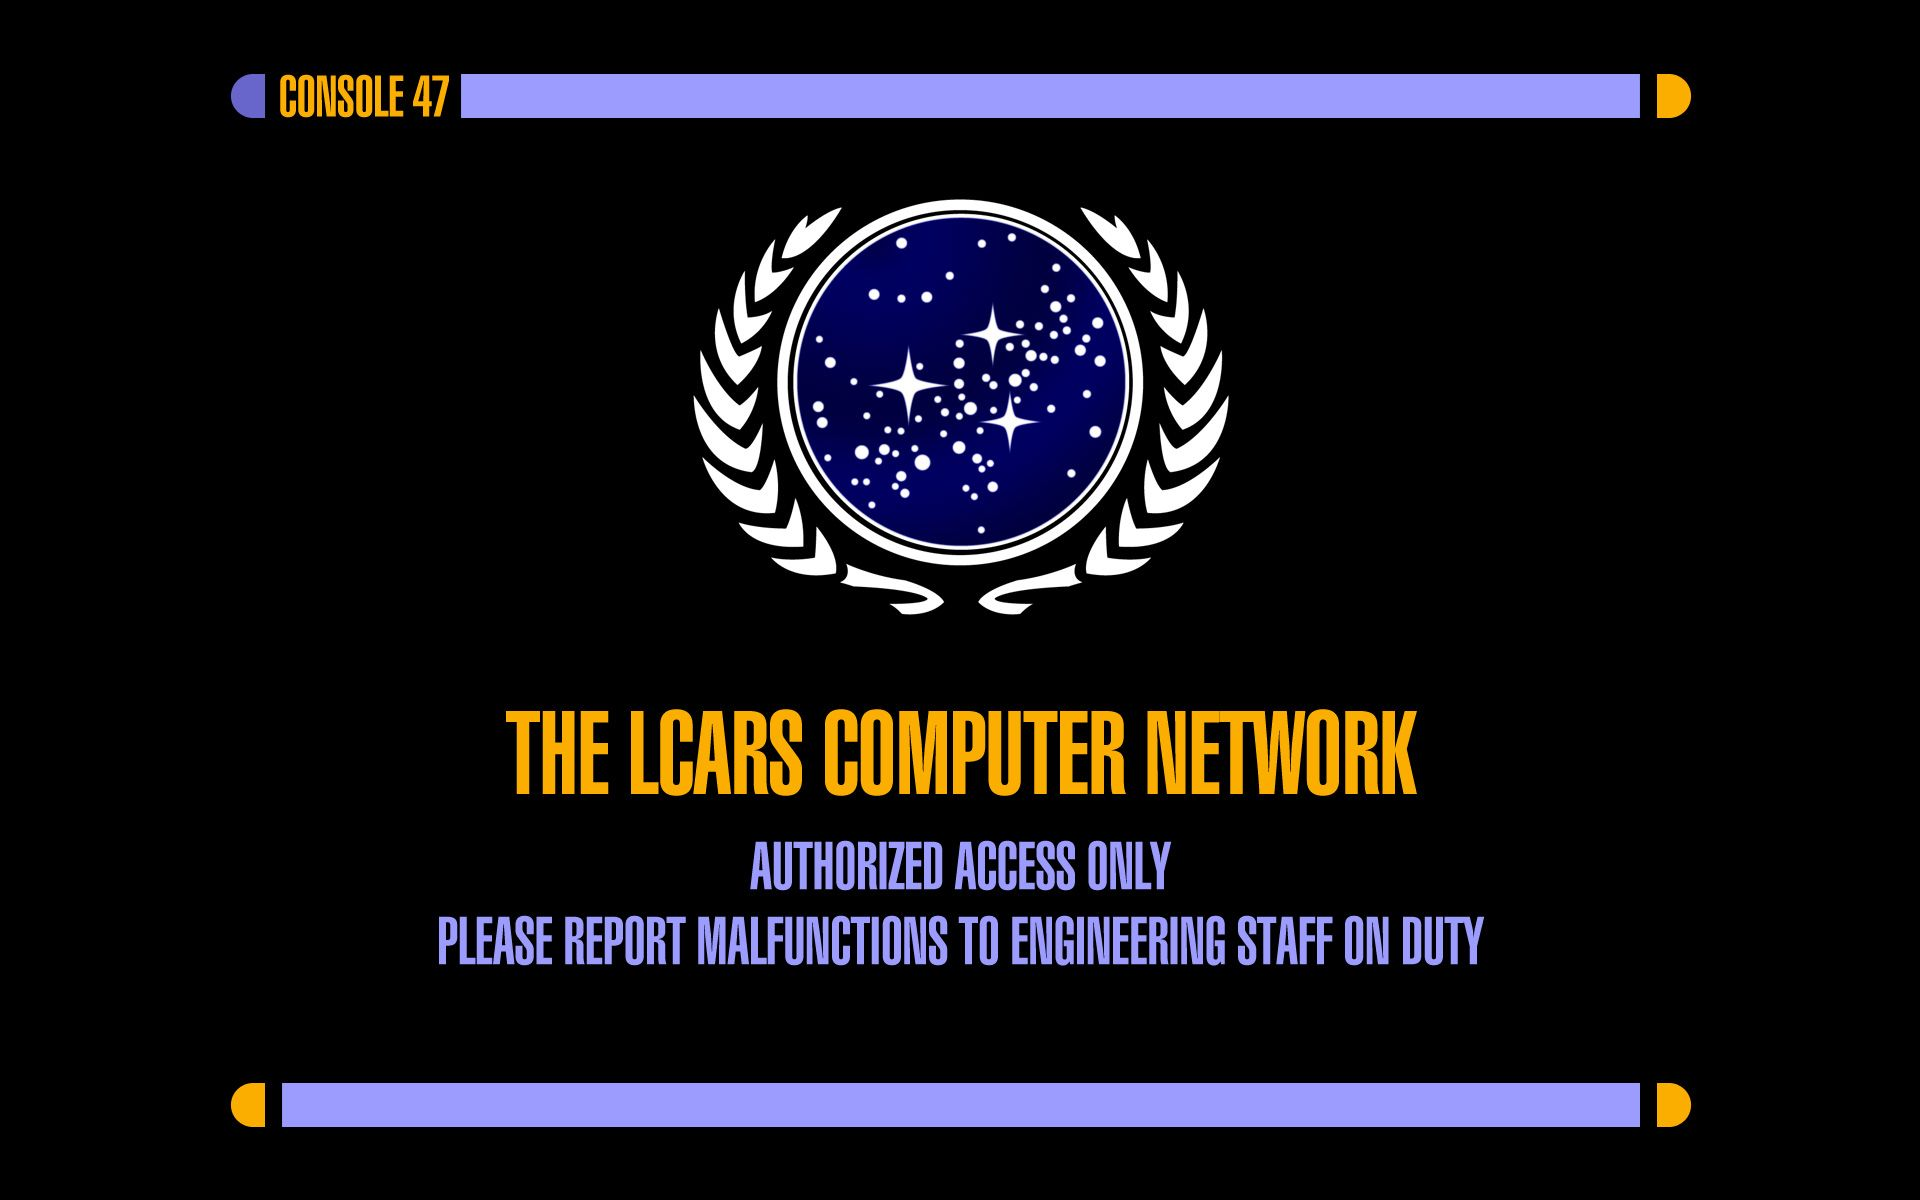 CONSOLE 47
THE LCARS COMPUTER NETWORK
AUTHORIZED ACCESS ONLY
PLEASE REPORT MALFUNCTIONS TO ENGINEERING STAFF ON DUTY